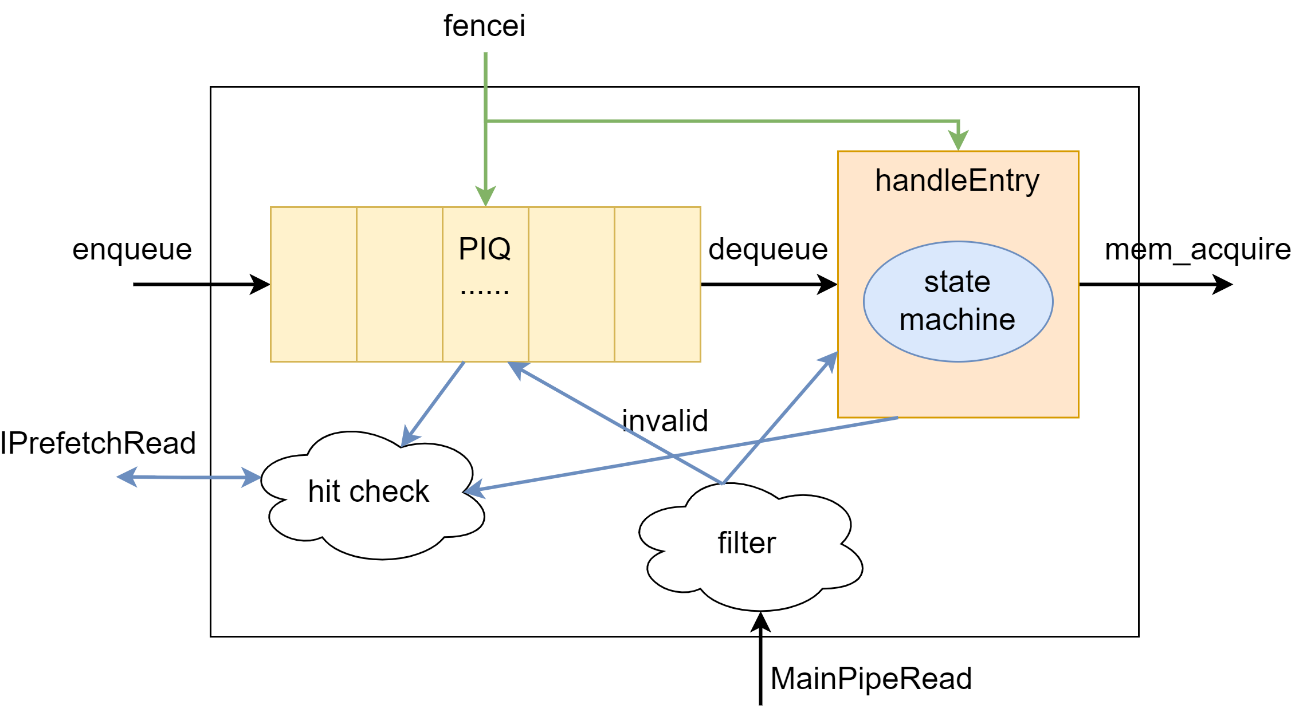 fencei
handleEntry
enqueue
PIQ
......
dequeue
mem_acquire
state
machine
invalid
IPrefetchRead
hit check
filter
MainPipeRead